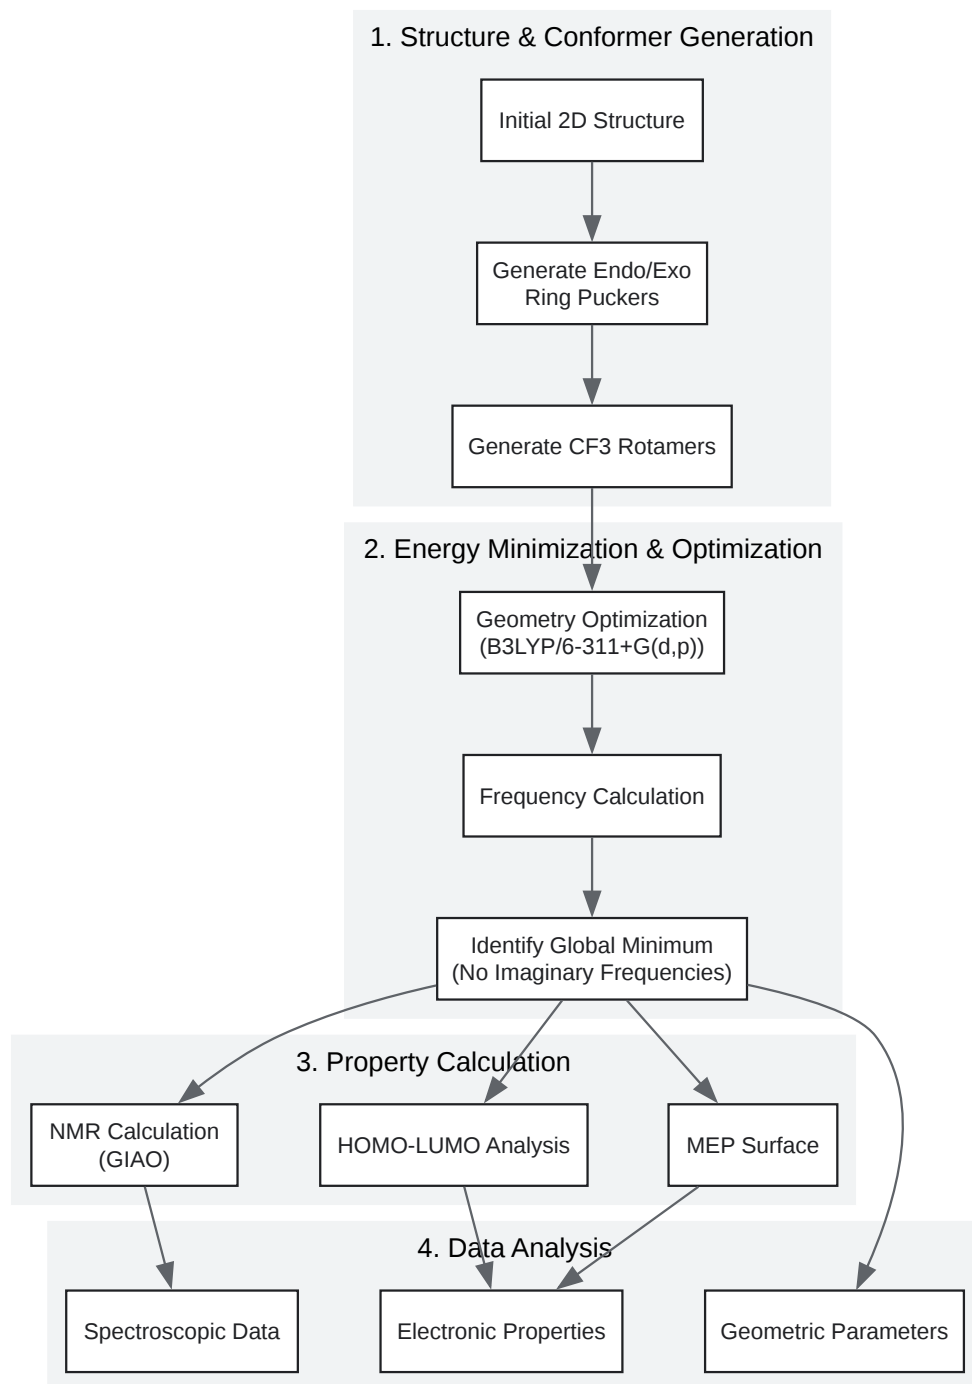 1. Structure & Conformer Generation
Initial 2D Structure
Generate Endo/Exo
Ring Puckers
Generate CF3 Rotamers
2. Energy Minimization & Optimization
Geometry Optimization
(B3LYP/6-311+G(d,p))
Frequency Calculation
Identify Global Minimum
(No Imaginary Frequencies)
3. Property Calculation
NMR Calculation
(GIAO)
HOMO-LUMO Analysis
MEP Surface
4. Data Analysis
Spectroscopic Data
Electronic Properties
Geometric Parameters